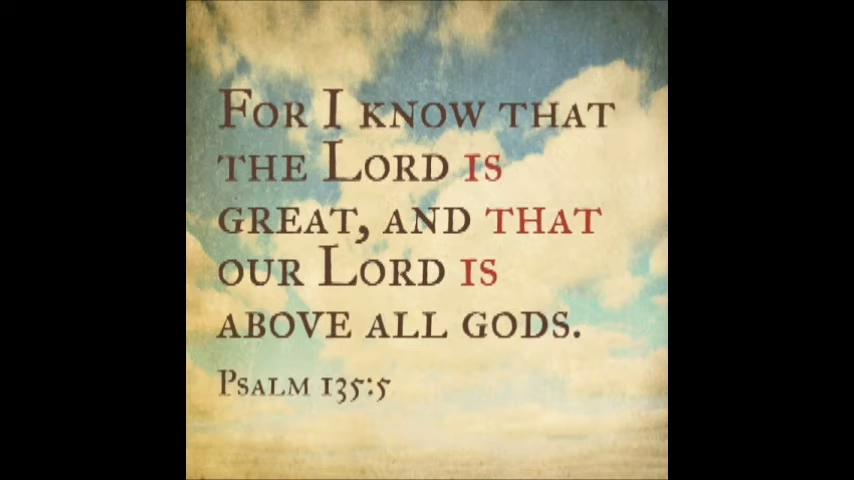 For I know that
the Lord is
great, and that
our Lord is
above all gods.
Psalm 135:5